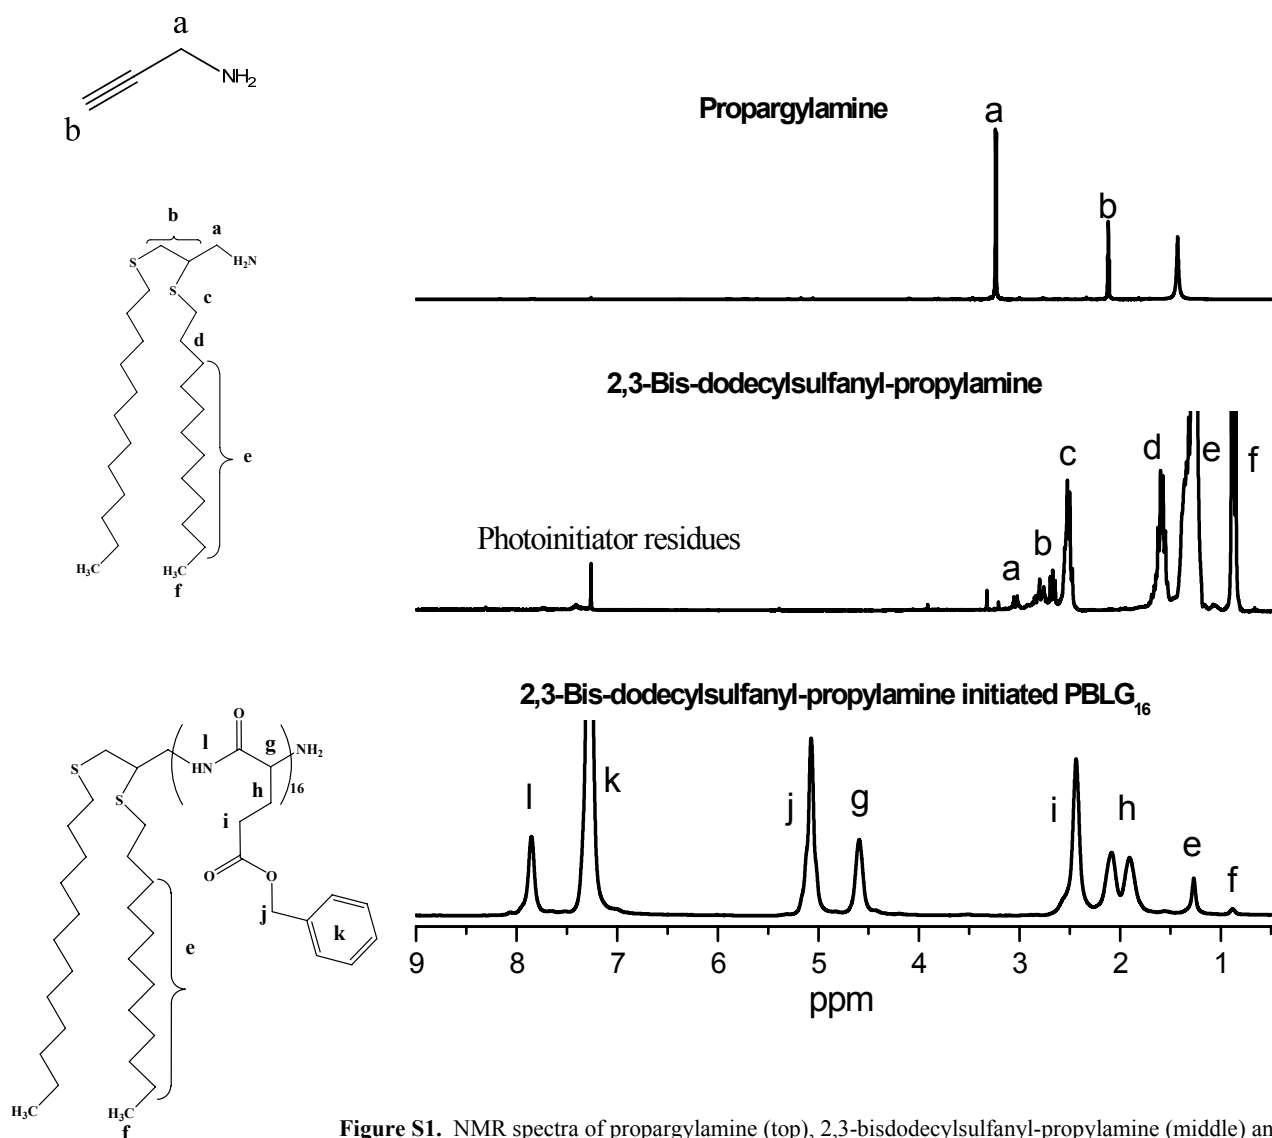 a
NH2
b
Propargylamine
a
b
b
a
S
H2N
S
c
d
e
H3C
H3C
f
2,3-Bis-dodecylsulfanyl-propylamine
Photoinitiator residues
a
b
c
d
e
f
2,3-Bis-dodecylsulfanyl-propylamine initiated PBLG16
O
l
g
NH2
HN
16
S
h
S
i
O
O
j
k
e
H3C
H3C
f
l
k
j
g
i
h
e
f
9 8 7 6 5 4 3 2 1
ppm
Figure S1. NMR spectra of propargylamine (top), 2,3-bisdodecylsulfanyl-propylamine (middle) an